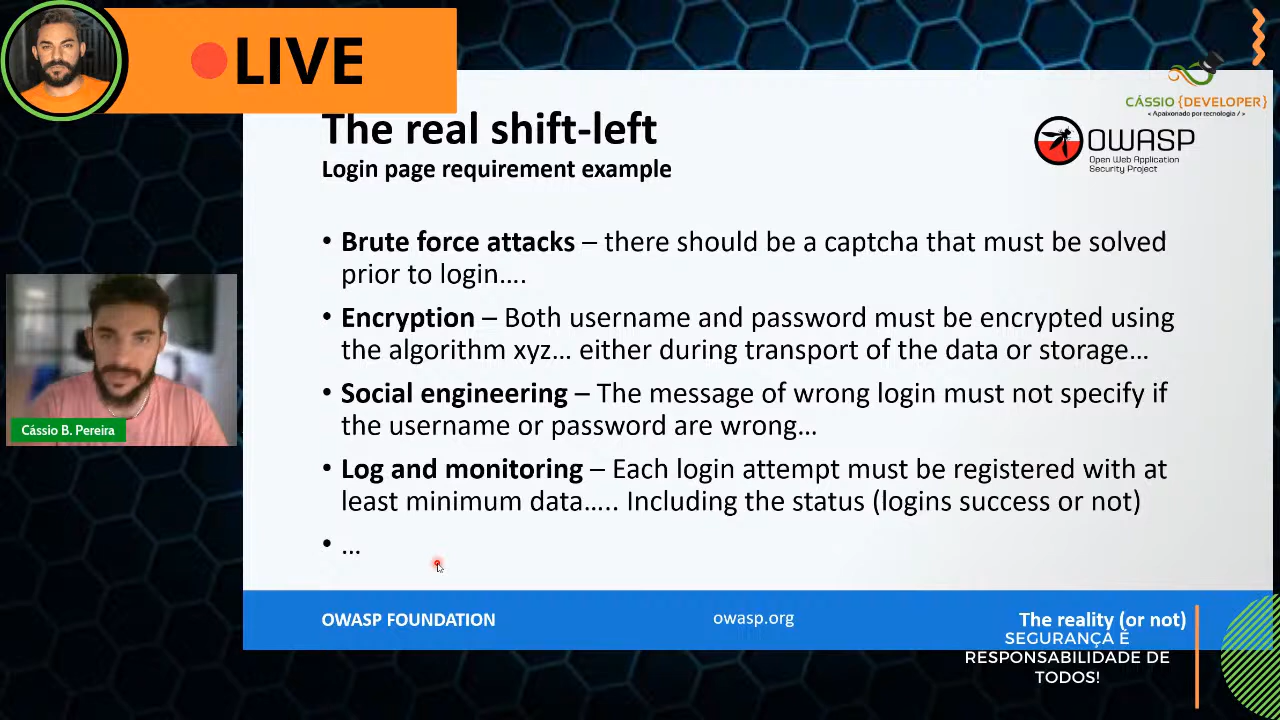 LIVE
CÁSSIO {DEVELOPER}
< Apaixonado por tecnologia / >
The real shift-left
Login page requirement example
OWASP
Open Web Application
Security Project
• Brute force attacks – there should be a captcha that must be solved
prior to login….
• Encryption – Both username and password must be encrypted using
the algorithm xyz… either during transport of the data or storage…
• Social engineering – The message of wrong login must not specify if
the username or password are wrong…
• Log and monitoring – Each login attempt must be registered with at
least minimum data….. Including the status (logins success or not)
• …
Cássio B. Pereira
OWASP FOUNDATION
owasp.org
The reality (or not)
SEGURANÇA É
RESPONSABILIDADE DE
TODOS!